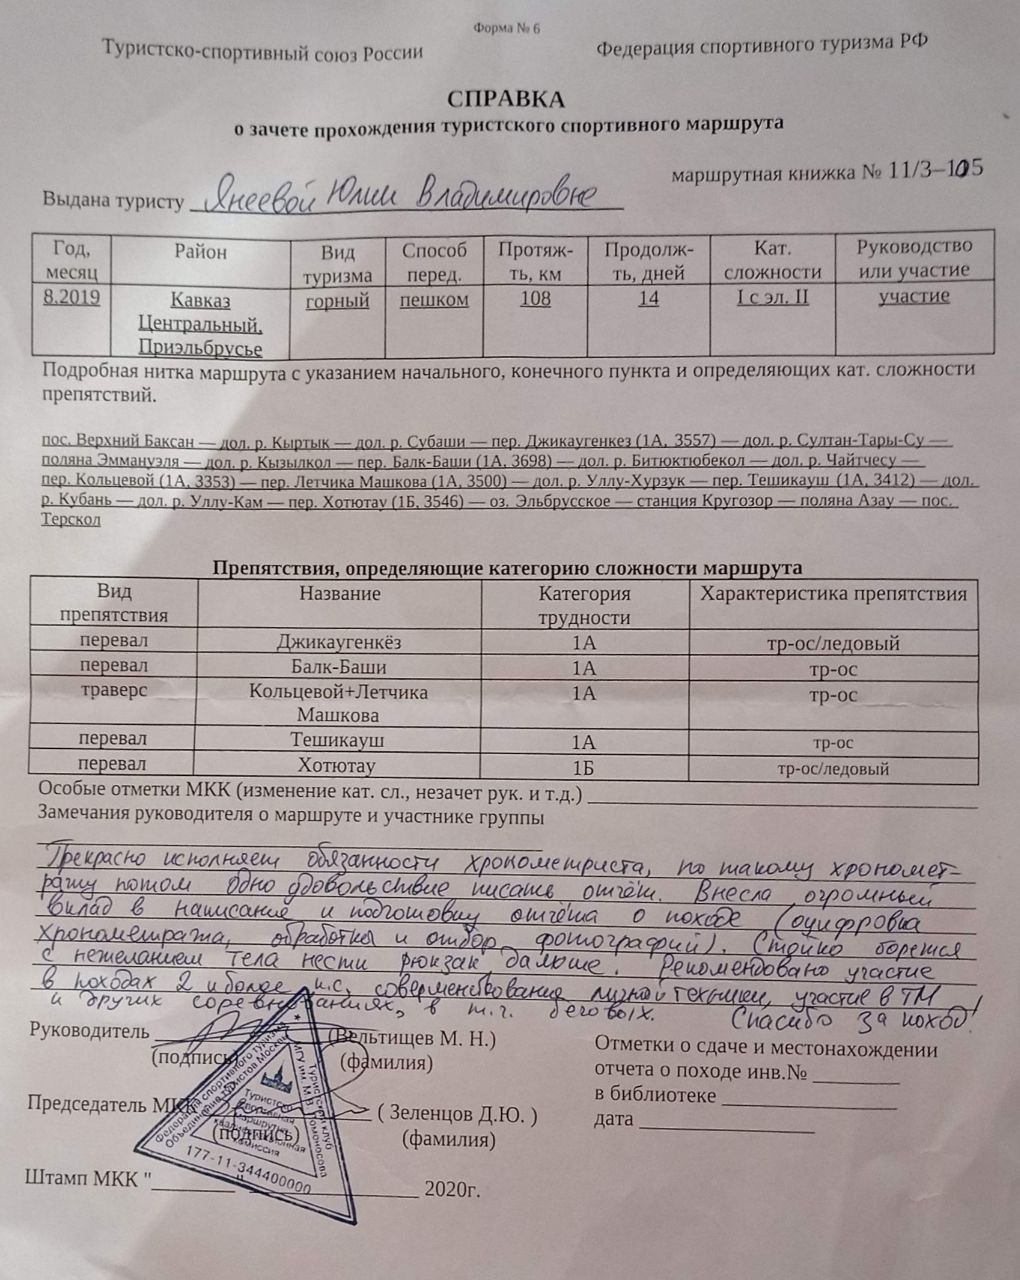 Форма № 6
Туристско-спортивный союз России Федерация спортивного туризма РФ
СПРАВКА
о зачете прохождения туристского спортивного маршрута
маршрутная книжка № 11/3–105
Выдана туристу Янеевой Юлии Владимировне
Год, месяц Район Вид туризма Способ перед. Протяж-ть, км Продолж-ть, дней Кат. сложности Руководство или участие
8.2019 Кавказ Центральный, Приэльбрусье горный пешком 108 14 I с эл. II участие
Подробная нитка маршрута с указанием начального, конечного пункта и определяющих кат. сложности
препятствий.
пос. Верхний Баксан — дол. р. Кыртык — дол. р. Субаши — пер. Джикаугенкез (1А, 3557) — дол. р. Султан-Тары-Су —
поляна Эммануэля — дол. р. Кызылкол — пер. Балк-Баши (1А, 3698) — дол. р. Битюктюбекол — дол. р. Чайтчесу —
пер. Кольцевой (1А, 3353) — пер. Летчика Машкова (1А, 3500) — дол. р. Уллу-Хурзук — пер. Тешикауш (1А, 3412) — дол.
р. Кубань — дол. р. Уллу-Кам — пер. Хотютау (1Б, 3546) — оз. Эльбрусское — станция Кругозор — поляна Азау — пос.
Терскол
Препятствия, определяющие категорию сложности маршрута
Вид препятствия Название Категория трудности Характеристика препятствия
перевал Джикаугенкёз 1А тр-ос/ледовый
перевал Балк-Баши 1А тр-ос
траверс Кольцевой+Летчика Машкова 1А тр-ос
перевал Тешикауш 1А тр-ос
перевал Хотютау 1Б тр-ос/ледовый
Особые отметки МКК (изменение кат. сл., незачет рук. и т.д.)
Замечания руководителя о маршруте и участнике группы
Прекрасно исполняет обязанности хронометриста, по такому хрономет-
ражу потом одно удовольствие писать отчёт. Внесла огромный
вклад в написание и подготовку отчёта о походе (оцифровка
хронометража, обработка и отбор фотографий). Стойко борется
с нежеланием тела нести рюкзак дальше. Рекомендовано участие
в походах 2 и более к.с, совершенствование лыжной техники, участие в ТМ
и других соревнованиях, в т.ч. беговых. Спасибо за поход!
Руководитель (Вельтищев М. Н.)
(подпись) (фамилия)
Отметки о сдаче и местонахождении
отчета о походе инв.№
в библиотеке
дата
Председатель МКК ( Зеленцов Д.Ю. )
(подпись) (фамилия)
Федерация спортивного туризма
Объединение туристов Москвы
Турклуб
МГУ им. М.В. Ломоносова
маршрутно
квалификационная
комиссия
177-11-344400000
Штамп МКК " " 2020г.